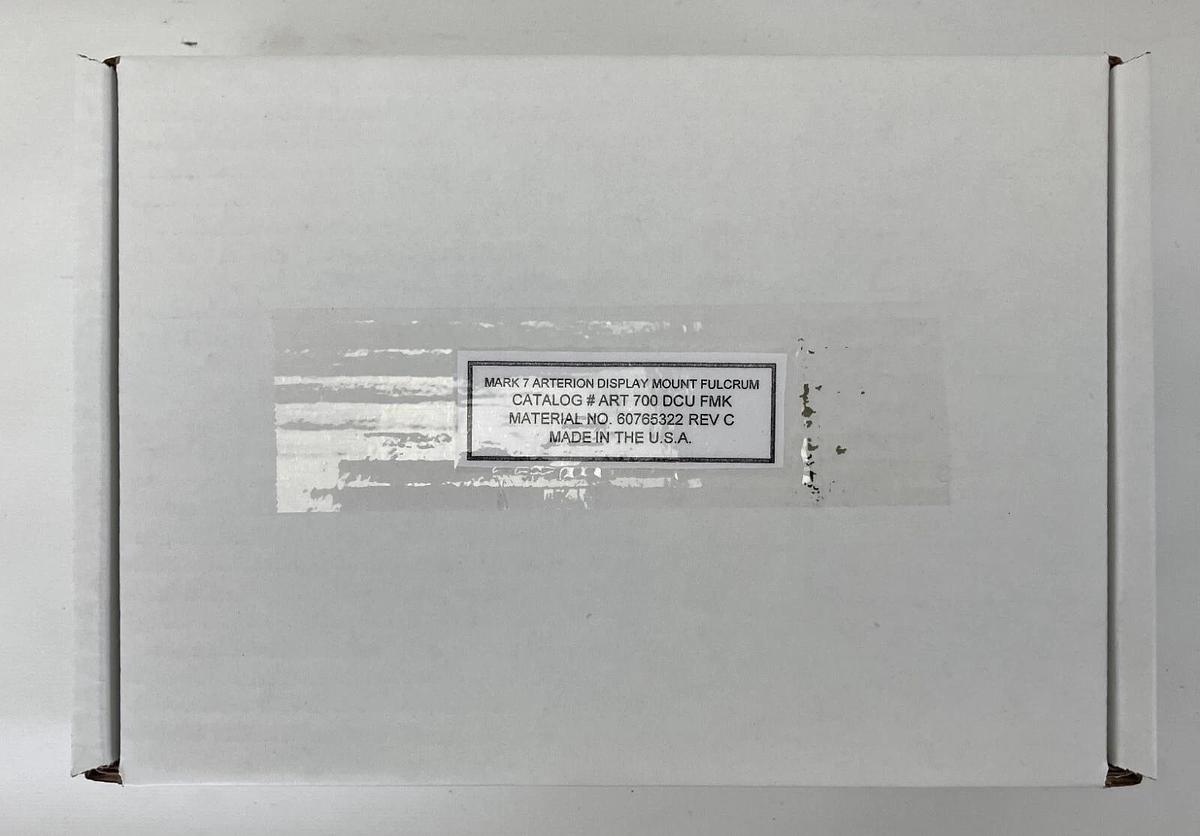 MARK 7 ARTERION DISPLAY MOUNT FULCRUM
CATALOG # ART 700 DCU FMK
MATERIAL NO. 60765322 REV C
MADE IN THE U.S.A.